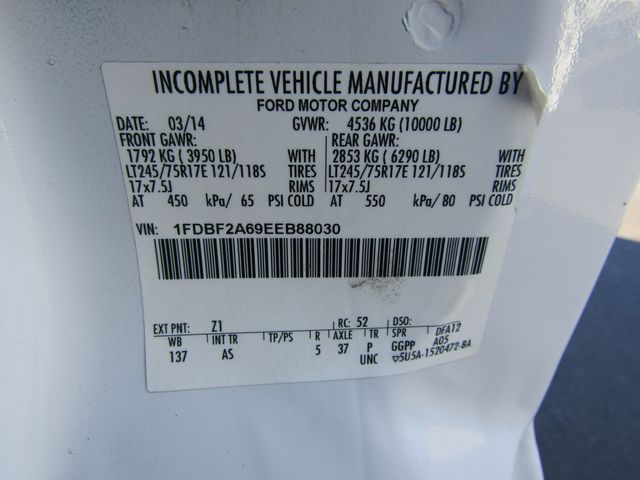 INCOMPLETE VEHICLE MANUFACTURED BY
FORD MOTOR COMPANY
DATE: 03/14 GVWR: 4536 KG (10000 LB)
FRONT GAWR: REAR GAWR:
1792 KG ( 3950 LB) WITH 2853 KG ( 6290 LB) WITH
LT245/75R17E 121/118S TIRES LT245/75R17E 121/118S TIRES
17x7.5J RIMS 17x7.5J RIMS
AT 450 kPa/ 65 PSI COLD AT 550 kPa/ 80 PSI COLD
VIN: 1FDBF2A69EEB88030
EXT PNT: Z1 RC: 52 DSO:
WB INT TR TP/PS R AXLE TR SPR DFA12
137 AS 5 37 P GGPP A05
UNC 5U5A-1520472-BA